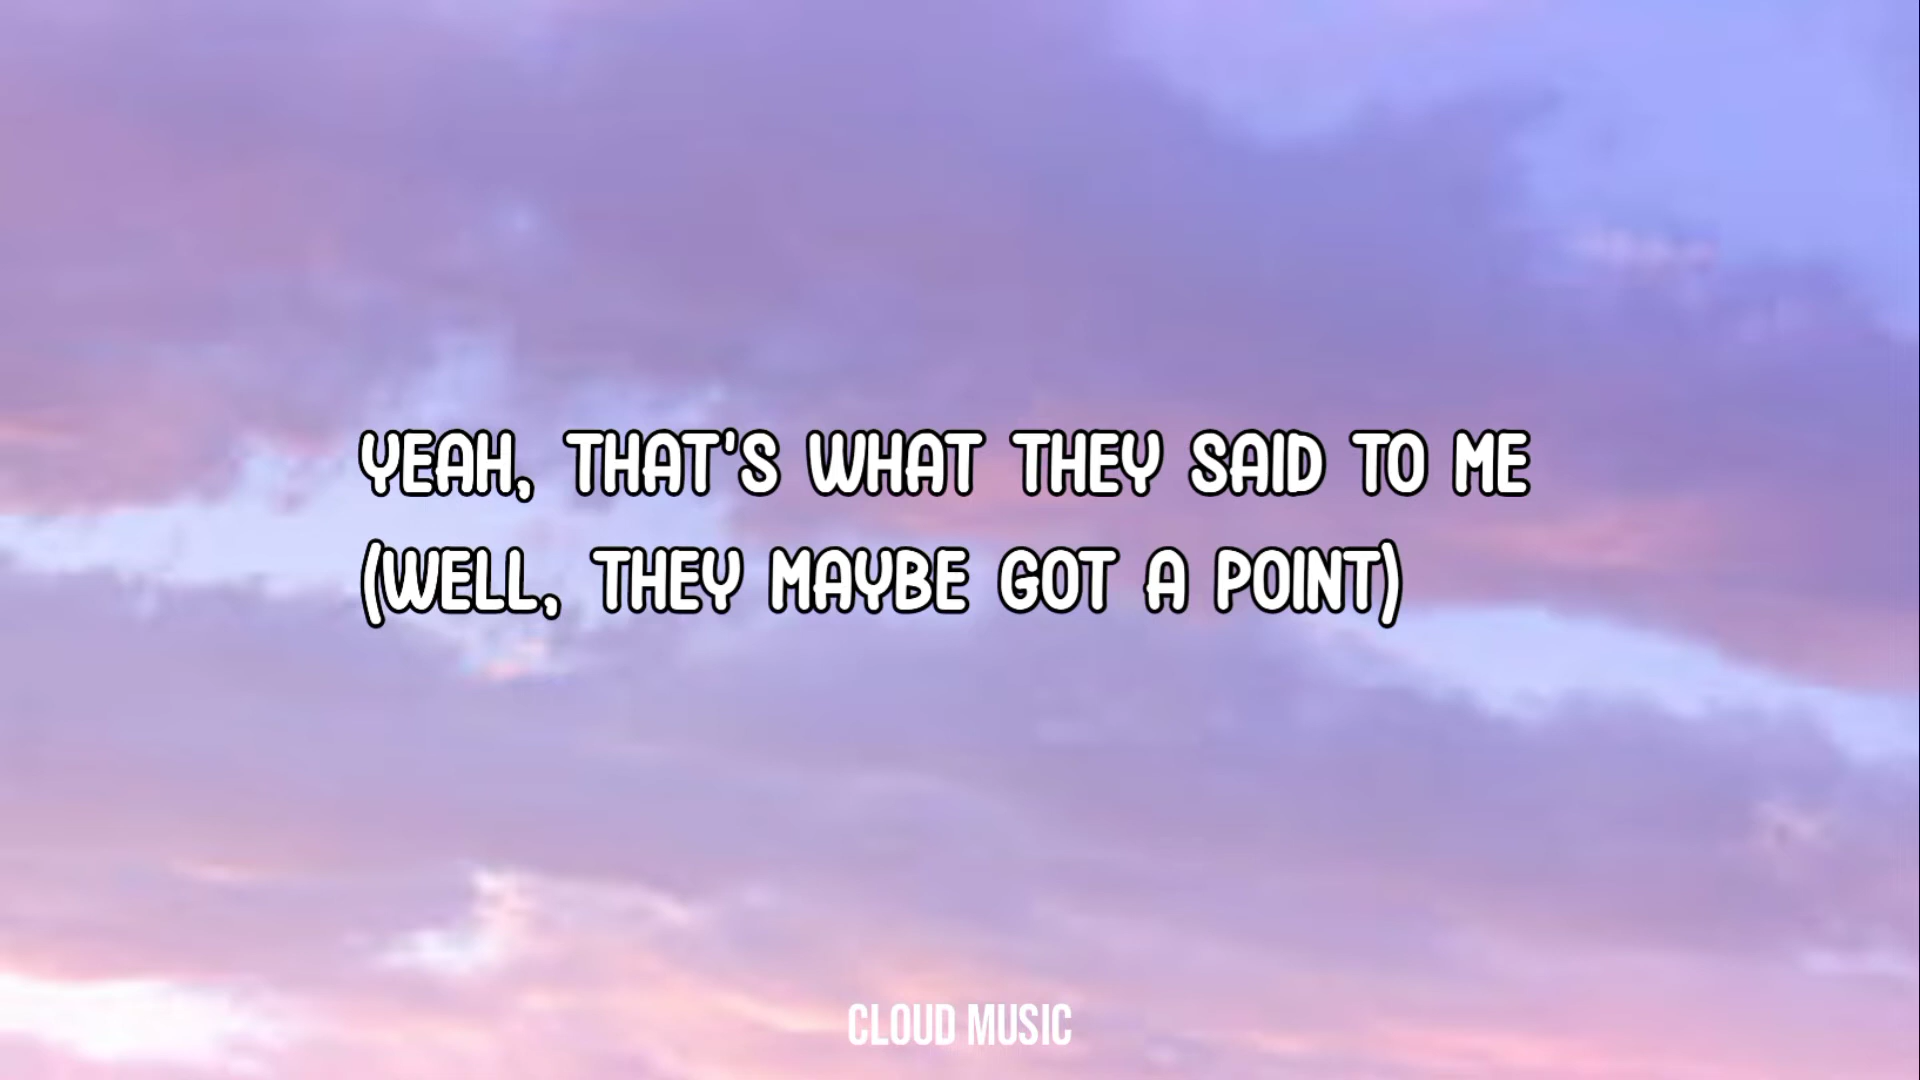 YEAH, THAT'S WHAT THEY SAID TO ME
(WELL, THEY MAYBE GOT A POINT)
CLOUD MUSIC